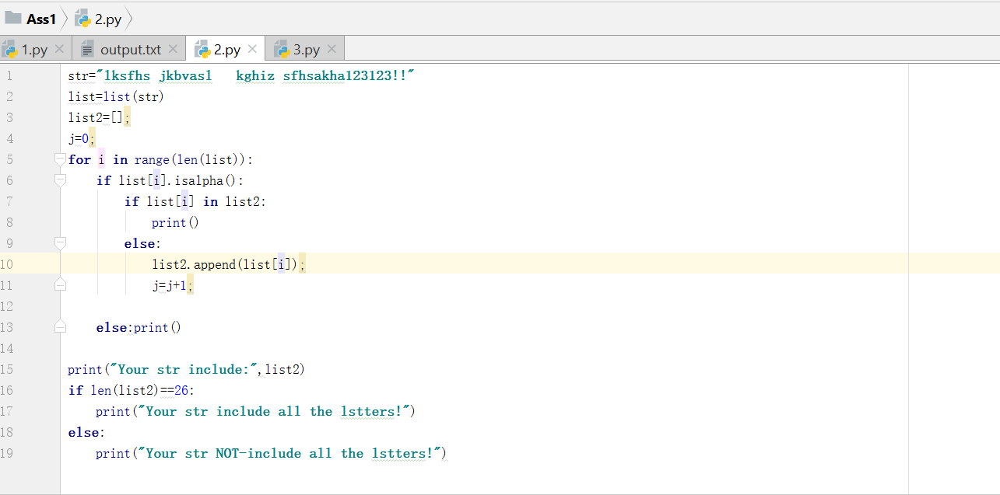 Ass1 2.py
1.py output.txt 2.py 3.py
1 str="lksfhs jkbvasl   kghiz sfhsakha123123!!"
2 list=list(str)
3 list2=[];
4 j=0;
5 for i in range(len(list)):
6     if list[i].isalpha():
7         if list[i] in list2:
8             print()
9         else:
10             list2.append(list[i]);
11             j=j+1;
12
13     else:print()
14
15 print("Your str include:",list2)
16 if len(list2)==26:
17     print("Your str include all the lstters!")
18 else:
19     print("Your str NOT-include all the lstters!")